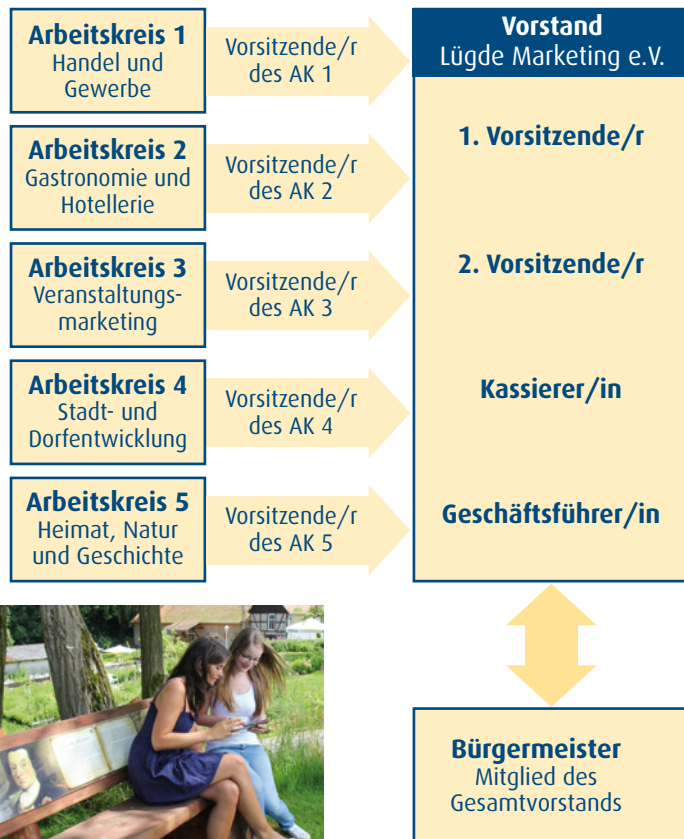 Arbeitskreis 1
Handel und
Gewerbe
Vorsitzende/r
des AK 1
Arbeitskreis 2
Gastronomie und
Hotellerie
Vorsitzende/r
des AK 2
Arbeitskreis 3
Veranstaltungs-
marketing
Vorsitzende/r
des AK 3
Arbeitskreis 4
Stadt- und
Dorfentwicklung
Vorsitzende/r
des AK 4
Arbeitskreis 5
Heimat, Natur
und Geschichte
Vorsitzende/r
des AK 5
Vorstand
Lügde Marketing e.V.
1. Vorsitzende/r
2. Vorsitzende/r
Kassierer/in
Geschäftsführer/in
Bürgermeister
Mitglied des
Gesamtvorstands